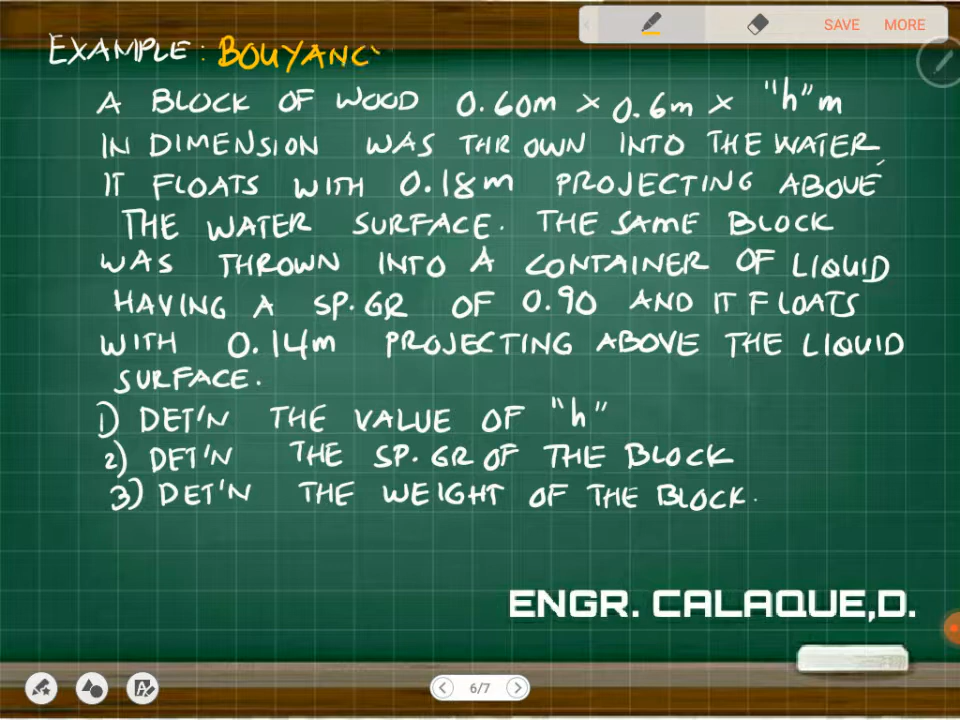 SAVE MORE
EXAMPLE: BOUYANCY
A BLOCK OF WOOD 0.60m × 0.6m × "h" m
IN DIMENSION WAS THROWN INTO THE WATER.
IT FLOATS WITH 0.18m PROJECTING ABOVE
THE WATER SURFACE. THE SAME BLOCK
WAS THROWN INTO A CONTAINER OF LIQUID
HAVING A SP.GR OF 0.90 AND IT FLOATS
WITH 0.14m PROJECTING ABOVE THE LIQUID
SURFACE.
1) DET'N THE VALUE OF "h"
2) DET'N THE SP.GR OF THE BLOCK
3) DET'N THE WEIGHT OF THE BLOCK.
ENGR. CALAQUE,D.
6/7